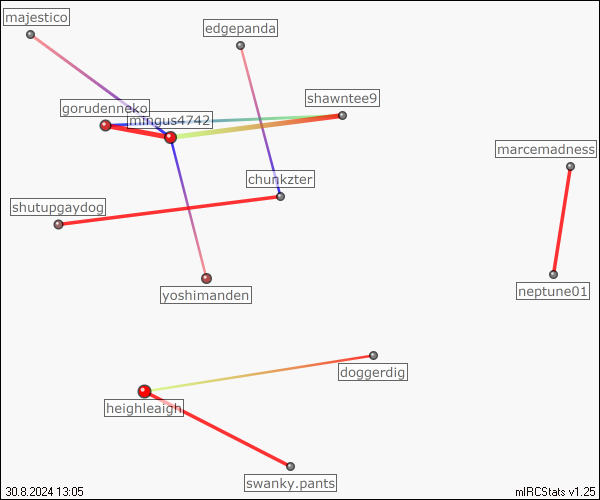 majestico
edgepanda
shawntee9
gorudenneko
mingus4742
marcemadness
chunkzter
shutupgaydog
yoshimanden
neptune01
doggerdig
heighleaigh
swanky.pants
30.8.2024 13:05
mIRCStats v1.25